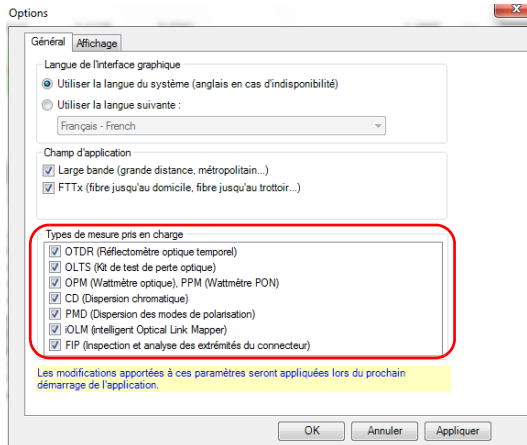 Options
Général Affichage
Langue de l'interface graphique
Utiliser la langue du système (anglais en cas d'indisponibilité)
Utiliser la langue suivante :
Français - French
Champ d'application
Large bande (grande distance, métropolitain...)
FTTx (fibre jusqu'au domicile, fibre jusqu'au trottoir...)
Types de mesure pris en charge
OTDR (Réflectomètre optique temporel)
OLTS (Kit de test de perte optique)
OPM (Wattmètre optique), PPM (Wattmètre PON)
CD (Dispersion chromatique)
PMD (Dispersion des modes de polarisation)
iOLM (intelligent Optical Link Mapper)
FIP (Inspection et analyse des extrémités du connecteur)
Les modifications apportées à ces paramètres seront appliquées lors du prochain
démarrage de l'application.
OK Annuler Appliquer